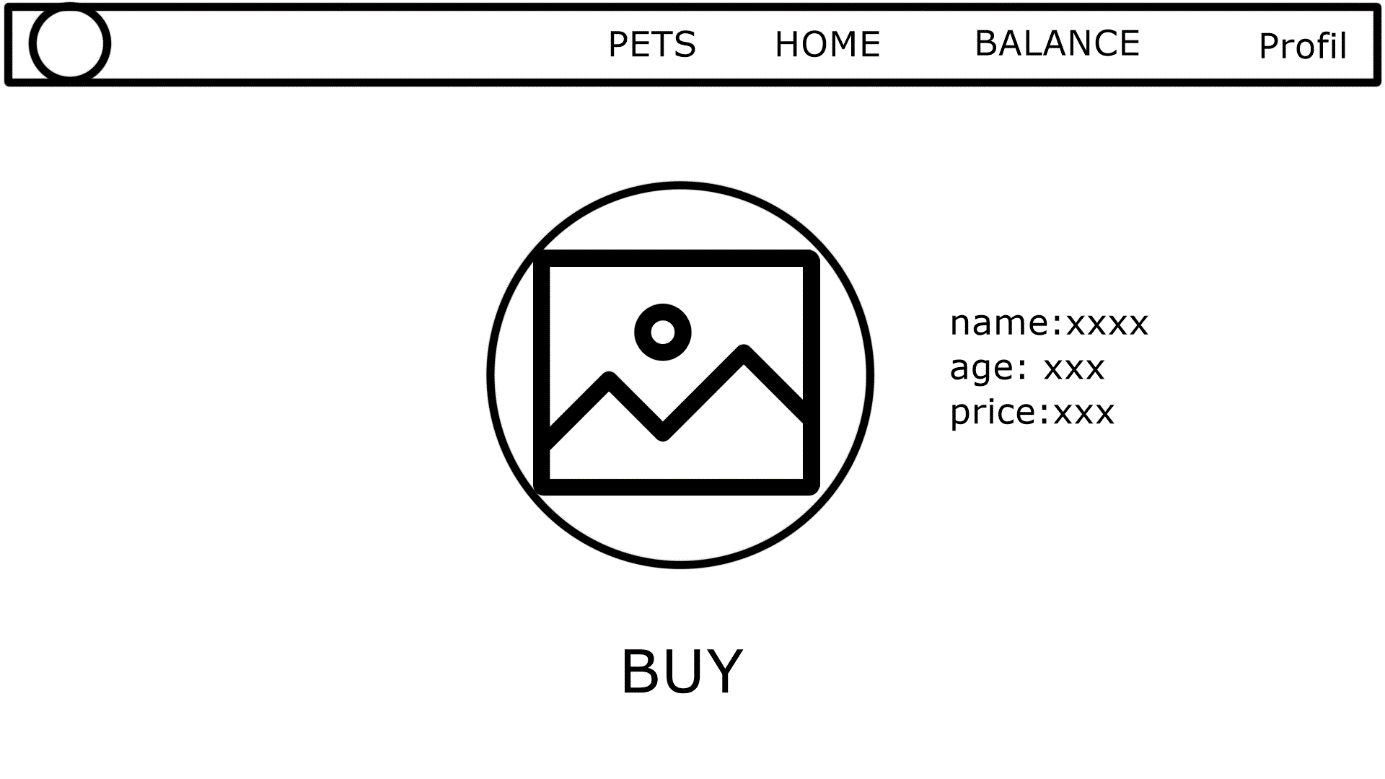 PETS HOME BALANCE Profil
name:xxxx
age: xxx
price:xxx
BUY